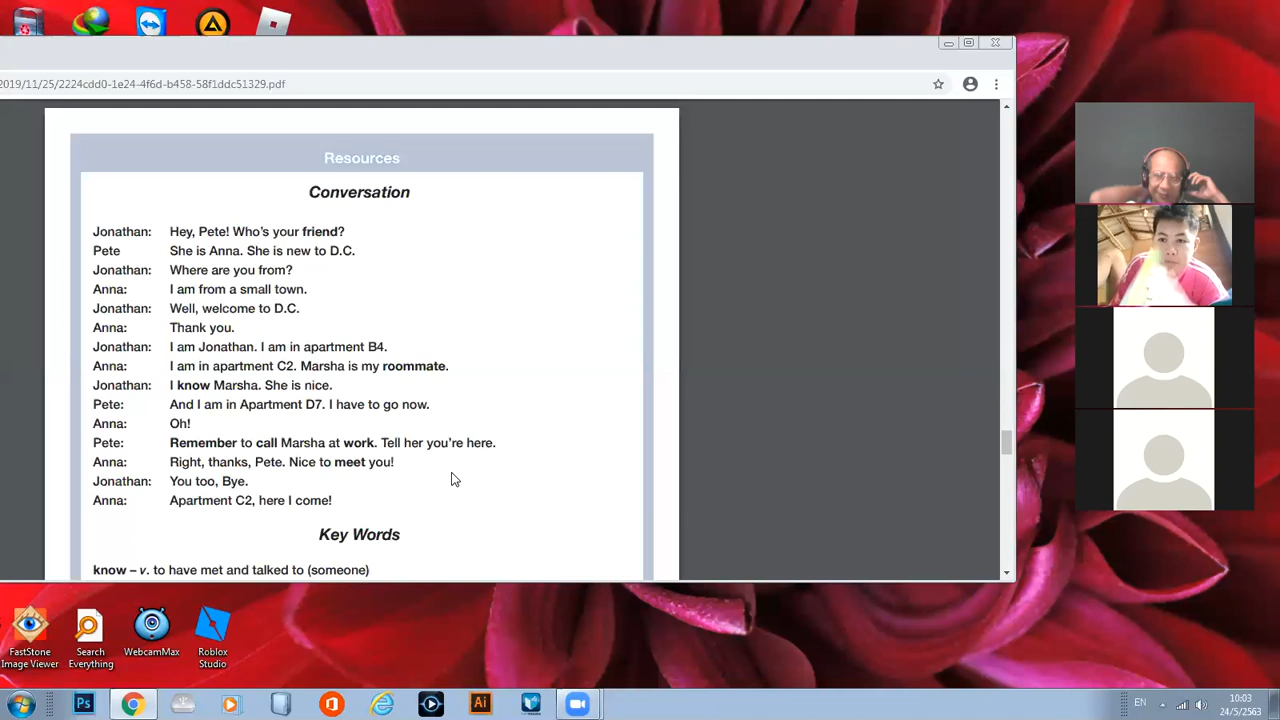 2019/11/25/2224cdd0-1e24-4f6d-b458-58f1ddc51329.pdf
Resources
Conversation
Jonathan: Hey, Pete! Who's your friend?
Pete She is Anna. She is new to D.C.
Jonathan: Where are you from?
Anna: I am from a small town.
Jonathan: Well, welcome to D.C.
Anna: Thank you.
Jonathan: I am Jonathan. I am in apartment B4.
Anna: I am in apartment C2. Marsha is my roommate.
Jonathan: I know Marsha. She is nice.
Pete: And I am in Apartment D7. I have to go now.
Anna: Oh!
Pete: Remember to call Marsha at work. Tell her you're here.
Anna: Right, thanks, Pete. Nice to meet you!
Jonathan: You too, Bye.
Anna: Apartment C2, here I come!
Key Words
know – v. to have met and talked to (someone)
FastStone
Image Viewer
Search
Everything
WebcamMax
Roblox
Studio
Ps
Ai
EN
10:03
24/5/2563